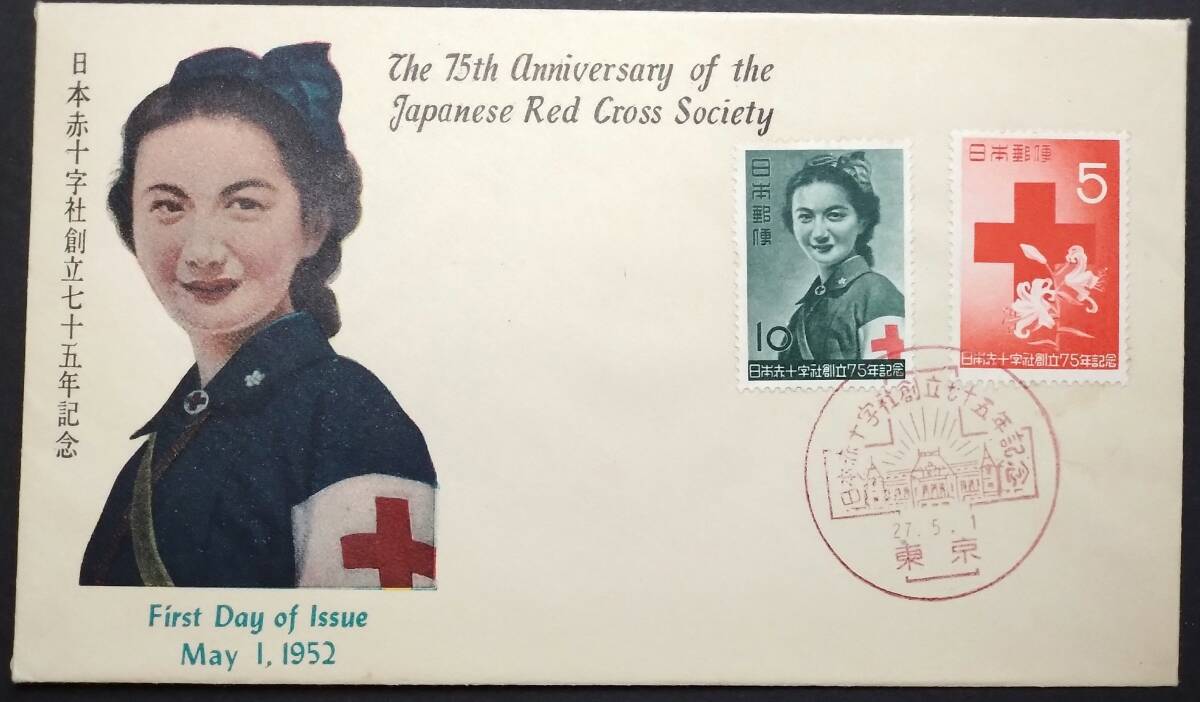 日本赤十字社創立七十五年記念
The 75th Anniversary of the
Japanese Red Cross Society
日本郵便
10
日本赤十字社創立75年記念
日本郵便
5
日本赤十字社創立75年記念
日本赤十字社創立七十五年記念
27.5.1
東京
First Day of Issue
May 1, 1952